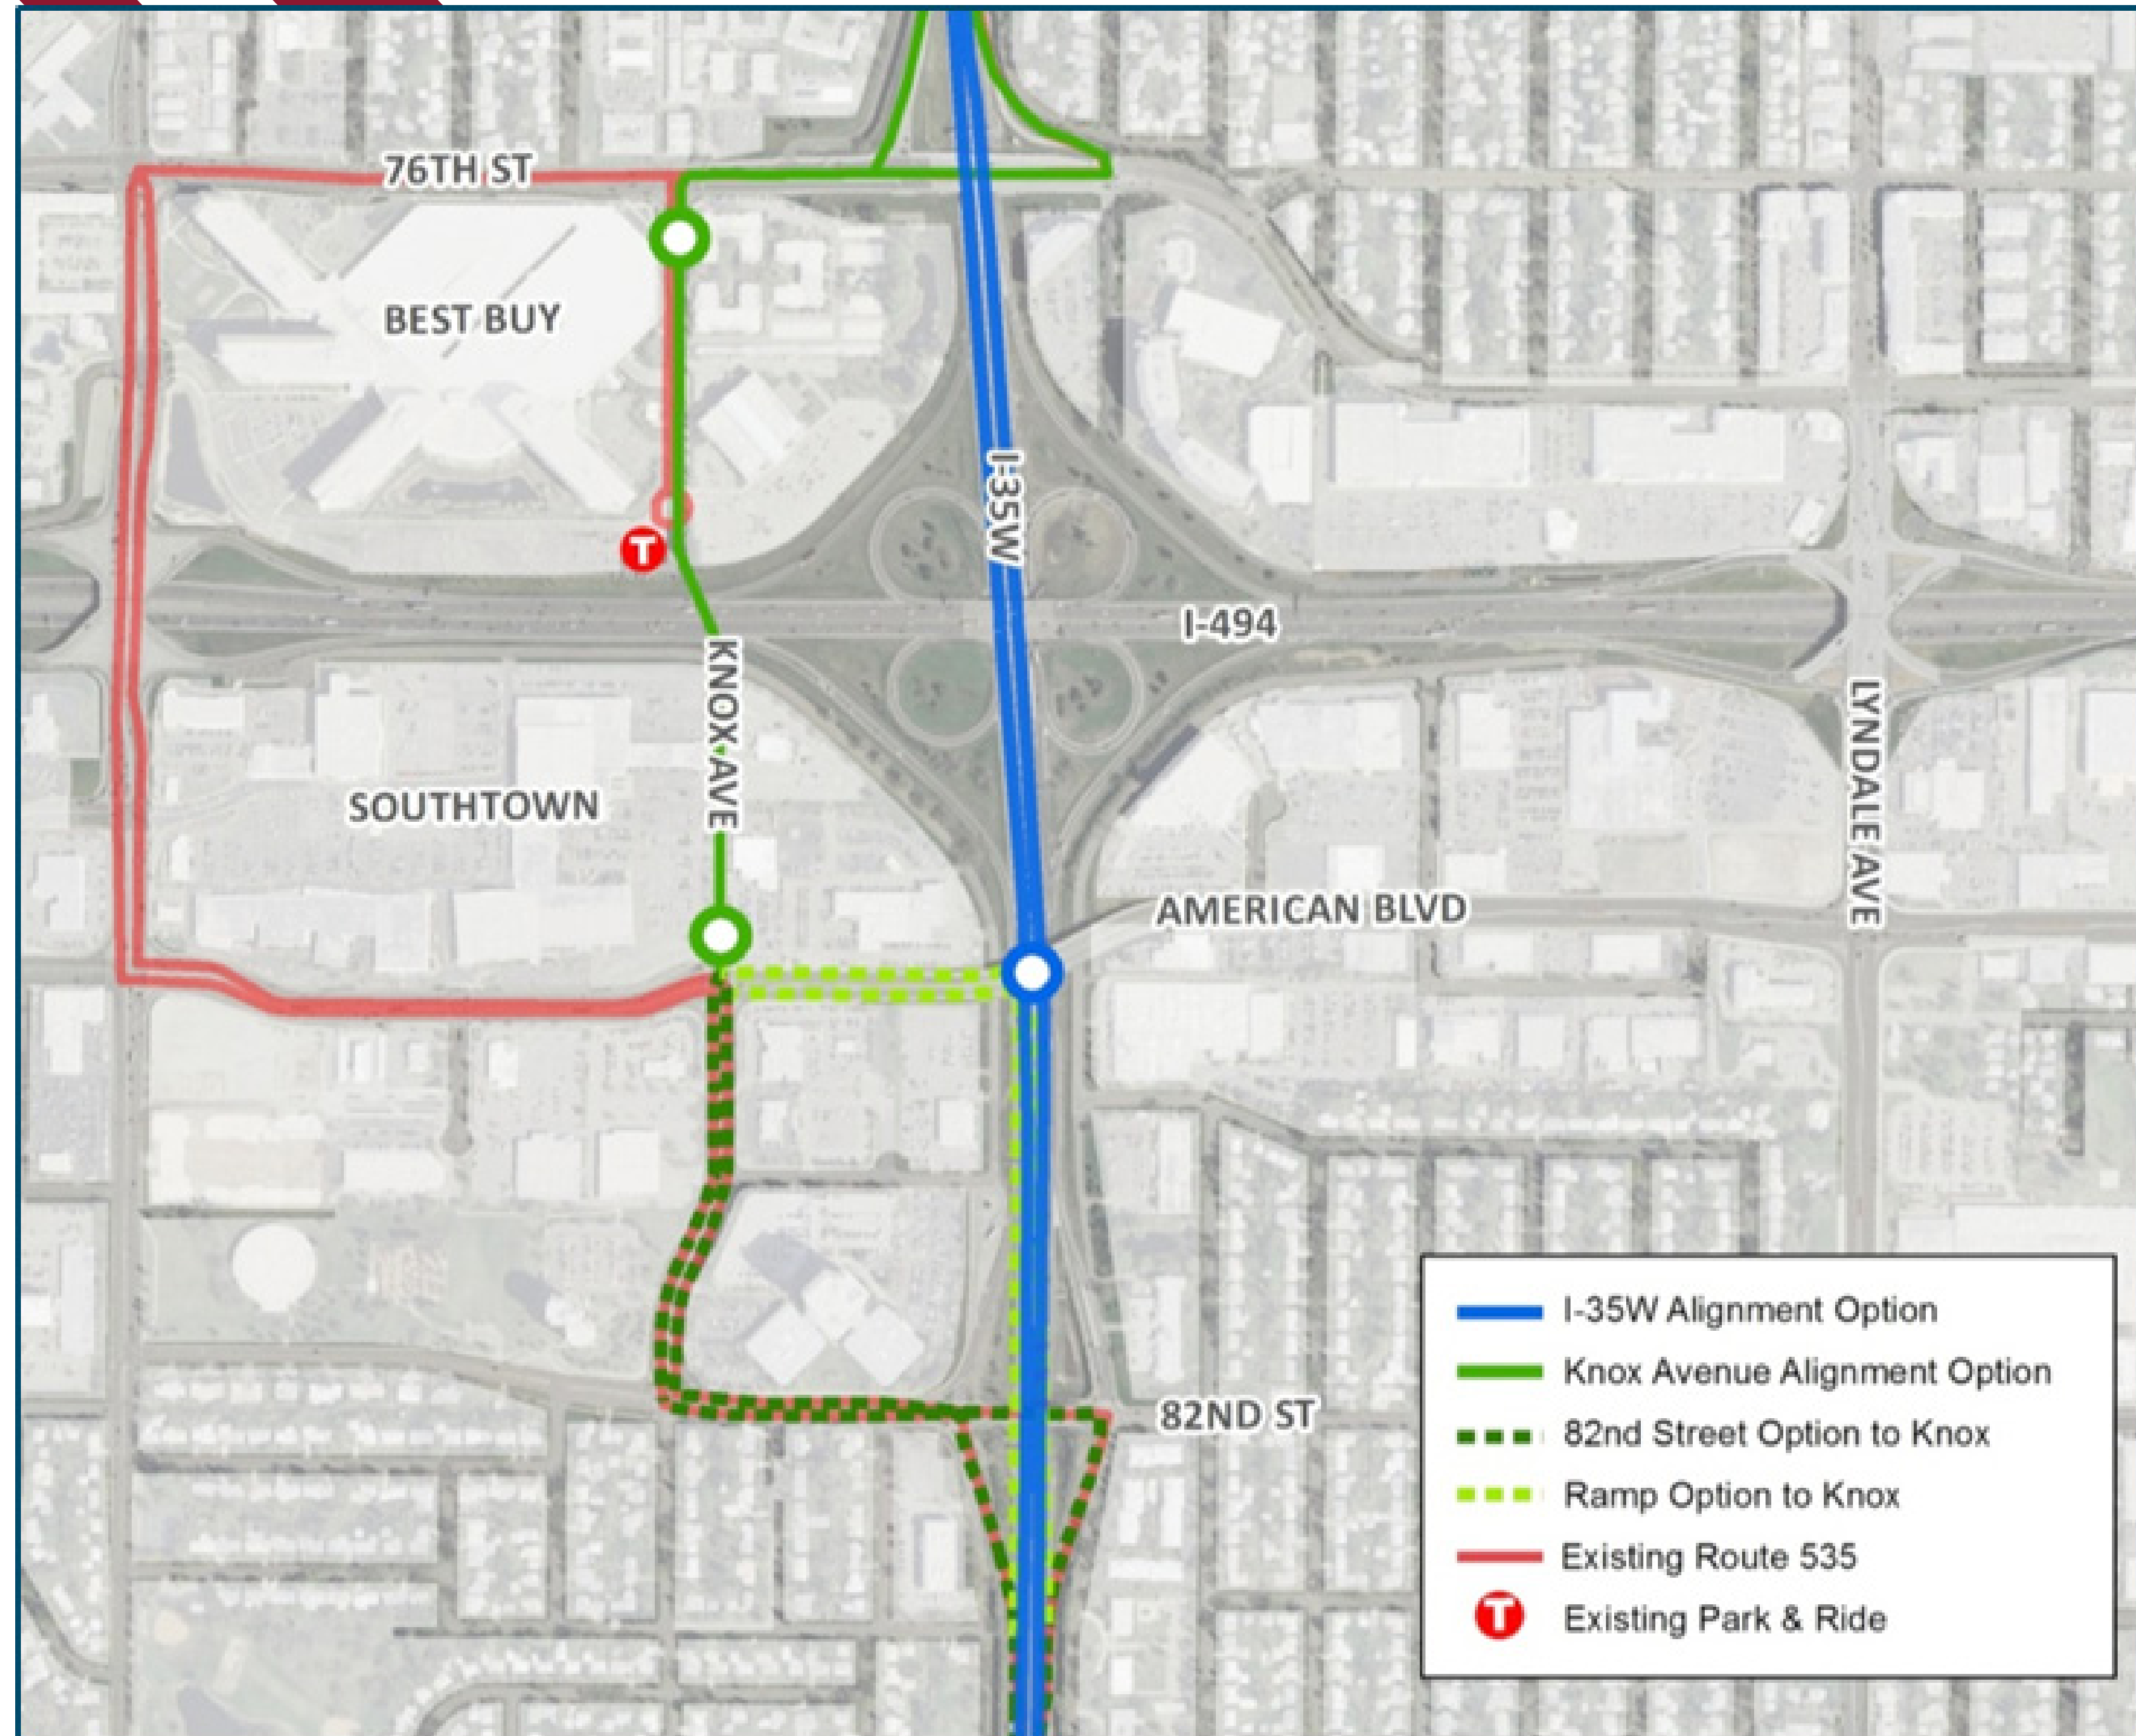 76TH ST
BEST BUY
I-35W
T
I-494
KNOX AVE
LYNDALE AVE
SOUTHTOWN
AMERICAN BLVD
82ND ST
I-35W Alignment Option
Knox Avenue Alignment Option
82nd Street Option to Knox
Ramp Option to Knox
Existing Route 535
T Existing Park & Ride